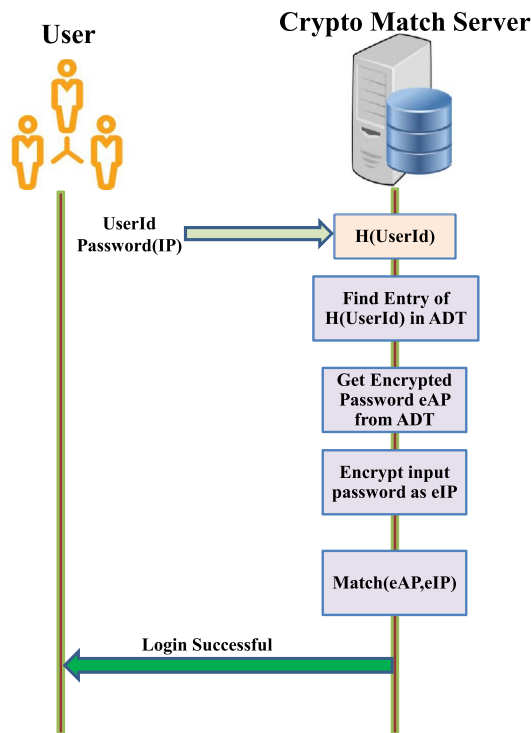 User
Crypto Match Server
UserId
Password(IP)
H(UserId)
Find Entry of
H(UserId) in ADT
Get Encrypted
Password eAP
from ADT
Encrypt input
password as eIP
Match(eAP,eIP)
Login Successful